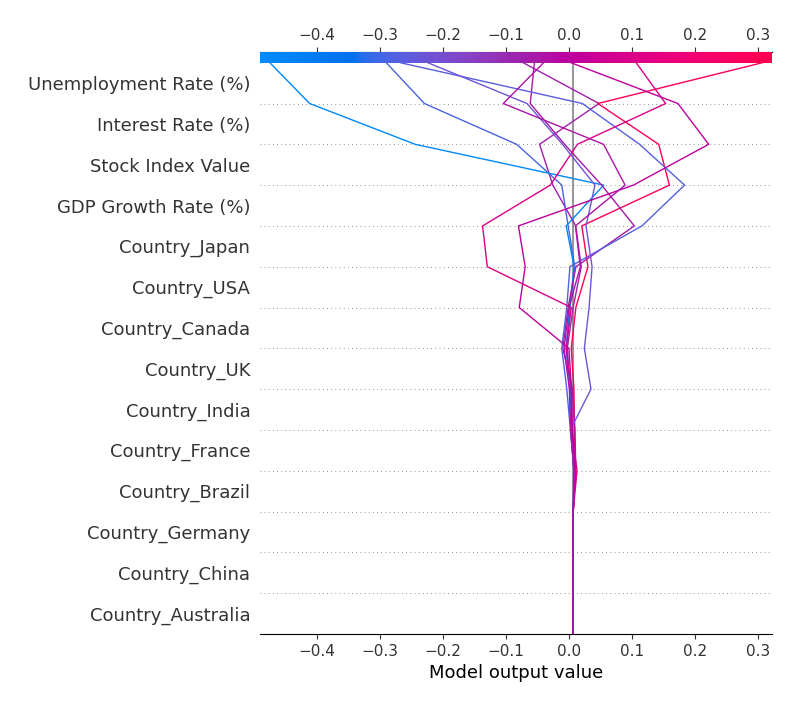 −0.4 −0.3 −0.2 −0.1 0.0 0.1 0.2 0.3
Unemployment Rate (%)
Interest Rate (%)
Stock Index Value
GDP Growth Rate (%)
Country_Japan
Country_USA
Country_Canada
Country_UK
Country_India
Country_France
Country_Brazil
Country_Germany
Country_China
Country_Australia
−0.4 −0.3 −0.2 −0.1 0.0 0.1 0.2 0.3
Model output value